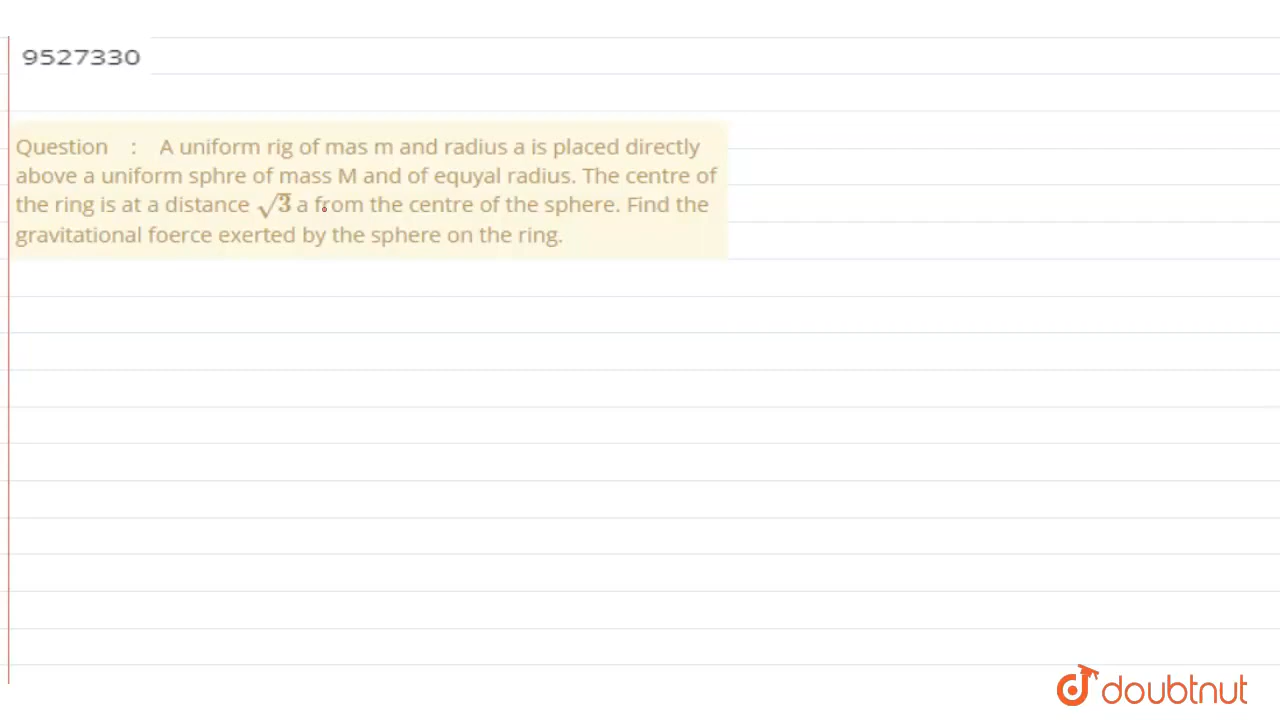 9527330
Question : A uniform rig of mas m and radius a is placed directly
above a uniform sphre of mass M and of equyal radius. The centre of
the ring is at a distance √3 a from the centre of the sphere. Find the
gravitational foerce exerted by the sphere on the ring.
doubtnut